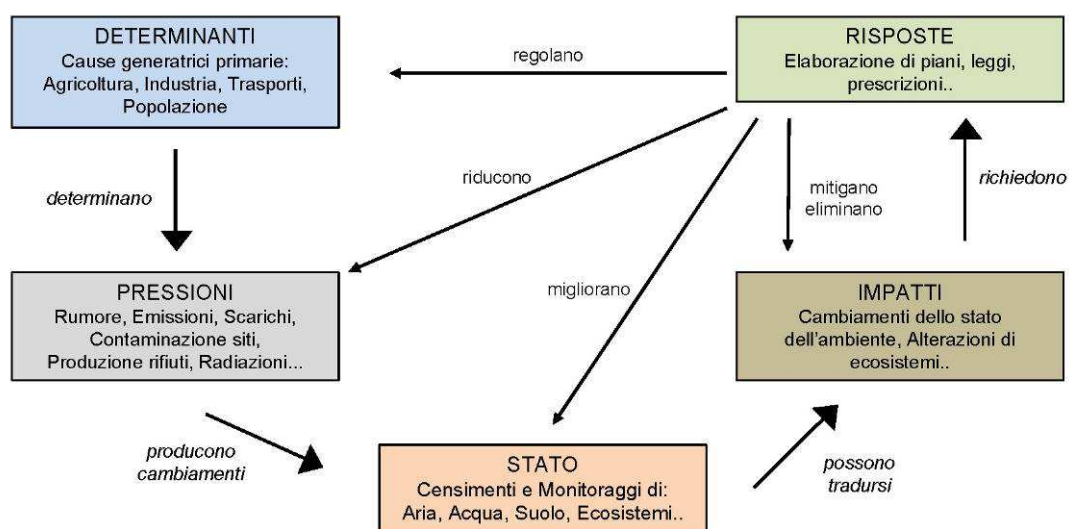 DETERMINANTI
Cause generatrici primarie:
Agricoltura, Industria, Trasporti,
Popolazione
regolano
RISPOSTE
Elaborazione di piani, leggi,
prescrizioni..
determinano
riducono
mitigano
eliminano
richiedono
PRESSIONI
Rumore, Emissioni, Scarichi,
Contaminazione siti,
Produzione rifiuti, Radiazioni...
migliorano
IMPATTI
Cambiamenti dello stato
dell'ambiente, Alterazioni di
ecosistemi..
producono
cambiamenti
STATO
Censimenti e Monitoraggi di:
Aria, Acqua, Suolo, Ecosistemi..
possono
tradursi